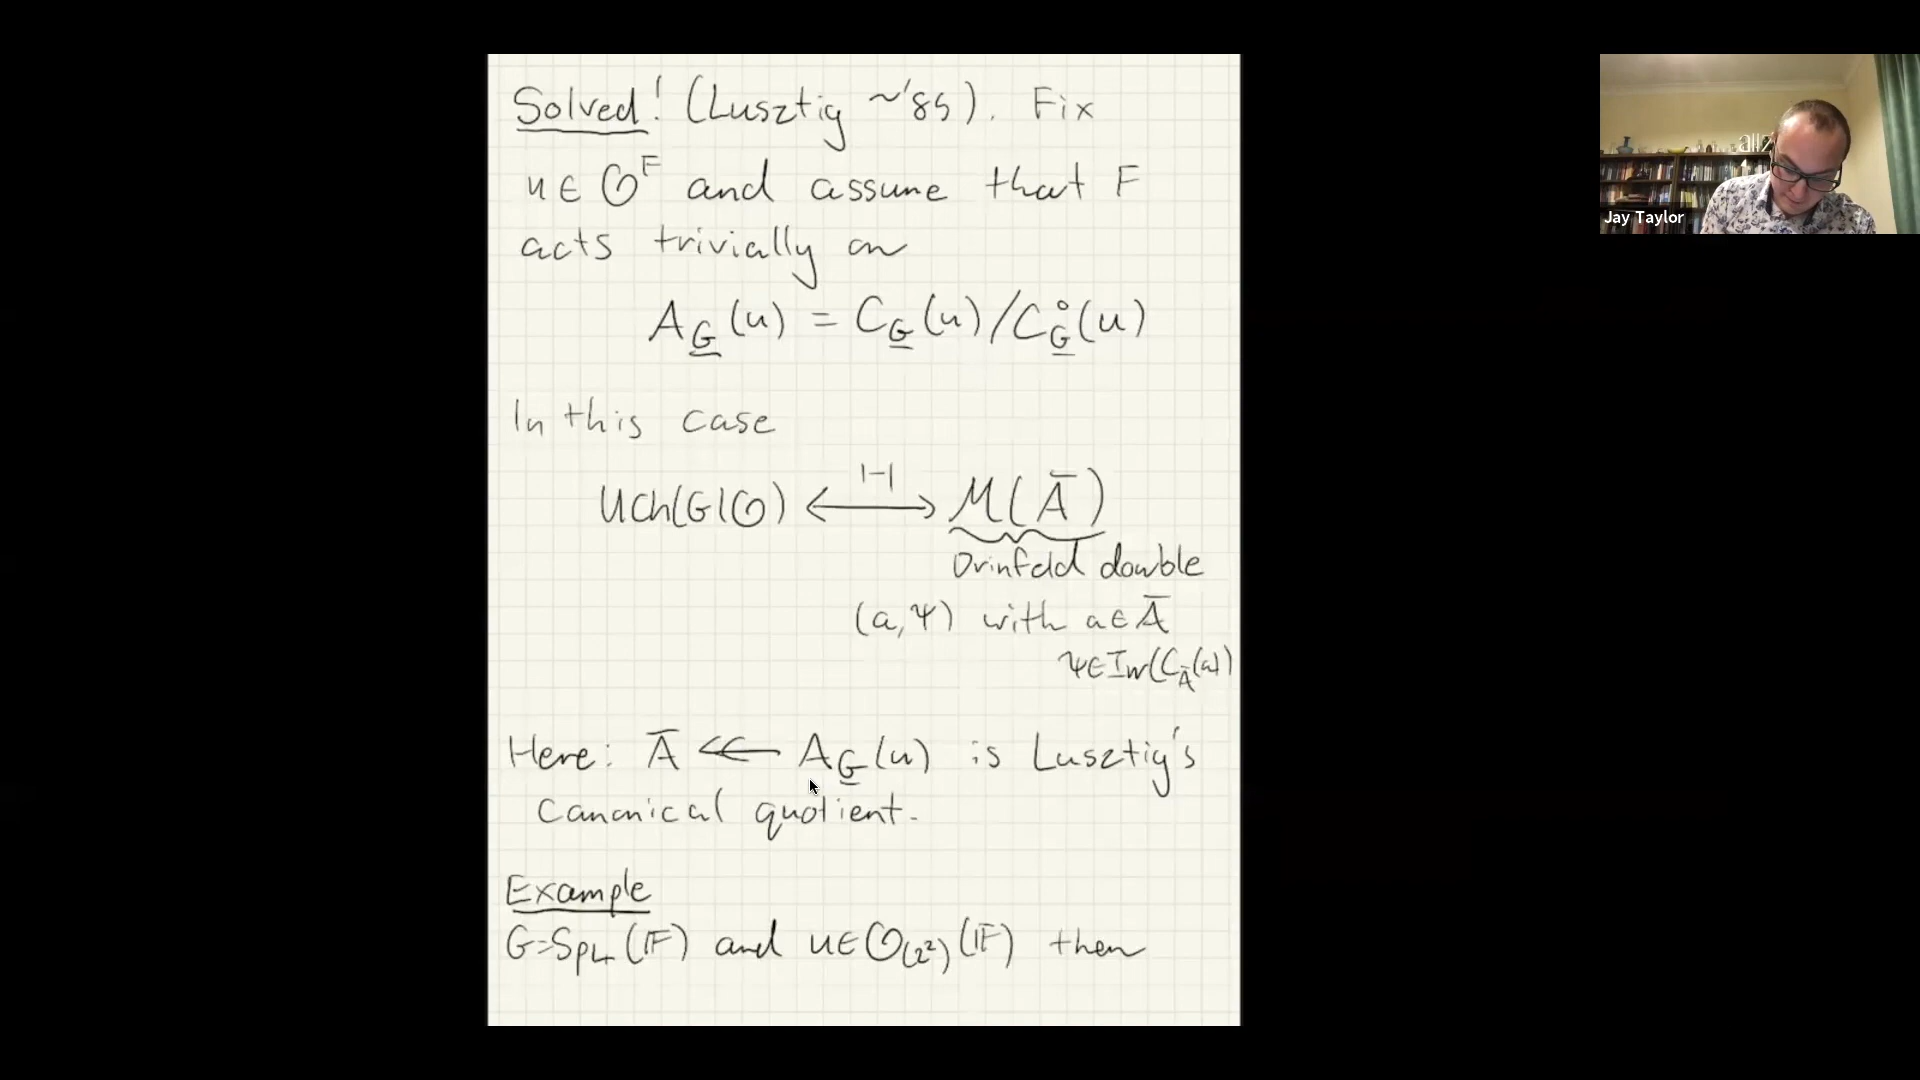 Solved! (Lusztig ~'85). Fix
u ∈ O^F and assume that F
acts trivially on
A_G(u) = C_G(u)/C°_G(u)
In this case
UCh(G|O) ⟷ M(Ā)
1-1
Drinfeld double
(a,Ψ) with a ∈ Ā
Ψ ∈ Irr(C_Ā(a))
Here: Ā ↞ A_G(u) is Lusztig's
Canonical quotient.
Example
G=Sp₄(F) and u ∈ O_(2²)(F) then
Jay Taylor